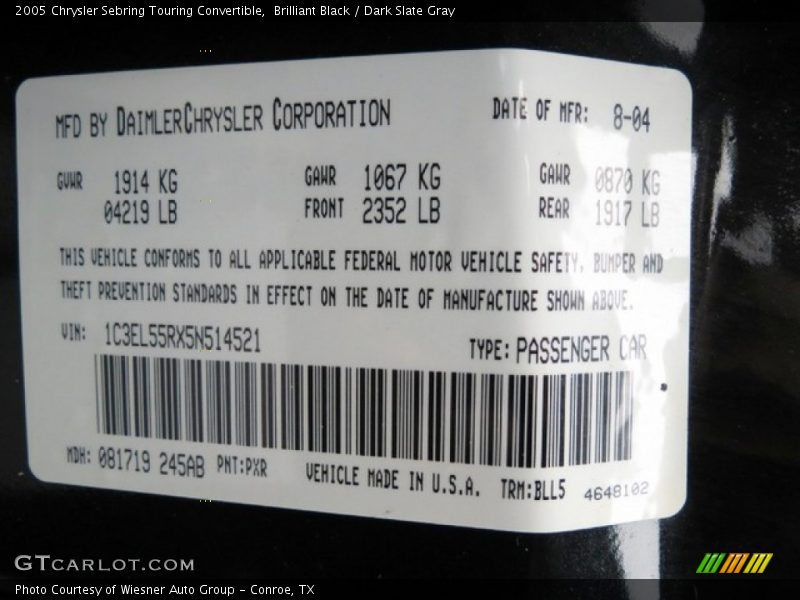 2005 Chrysler Sebring Touring Convertible,  Brilliant Black / Dark Slate Gray
MFD BY DAIMLERCHRYSLER CORPORATION DATE OF MFR: 8-04
GVWR 1914 KG GAWR 1067 KG GAWR 0870 KG
04219 LB FRONT 2352 LB REAR 1917 LB
THIS VEHICLE CONFORMS TO ALL APPLICABLE FEDERAL MOTOR VEHICLE SAFETY, BUMPER AND
THEFT PREVENTION STANDARDS IN EFFECT ON THE DATE OF MANUFACTURE SHOWN ABOVE.
VIN: 1C3EL55RX5N514521 TYPE: PASSENGER CAR
MDH: 081719 245AB PNT:PXR VEHICLE MADE IN U.S.A. TRM:BLL5 4648102
GTCARLOT.COM
Photo Courtesy of Wiesner Auto Group - Conroe, TX